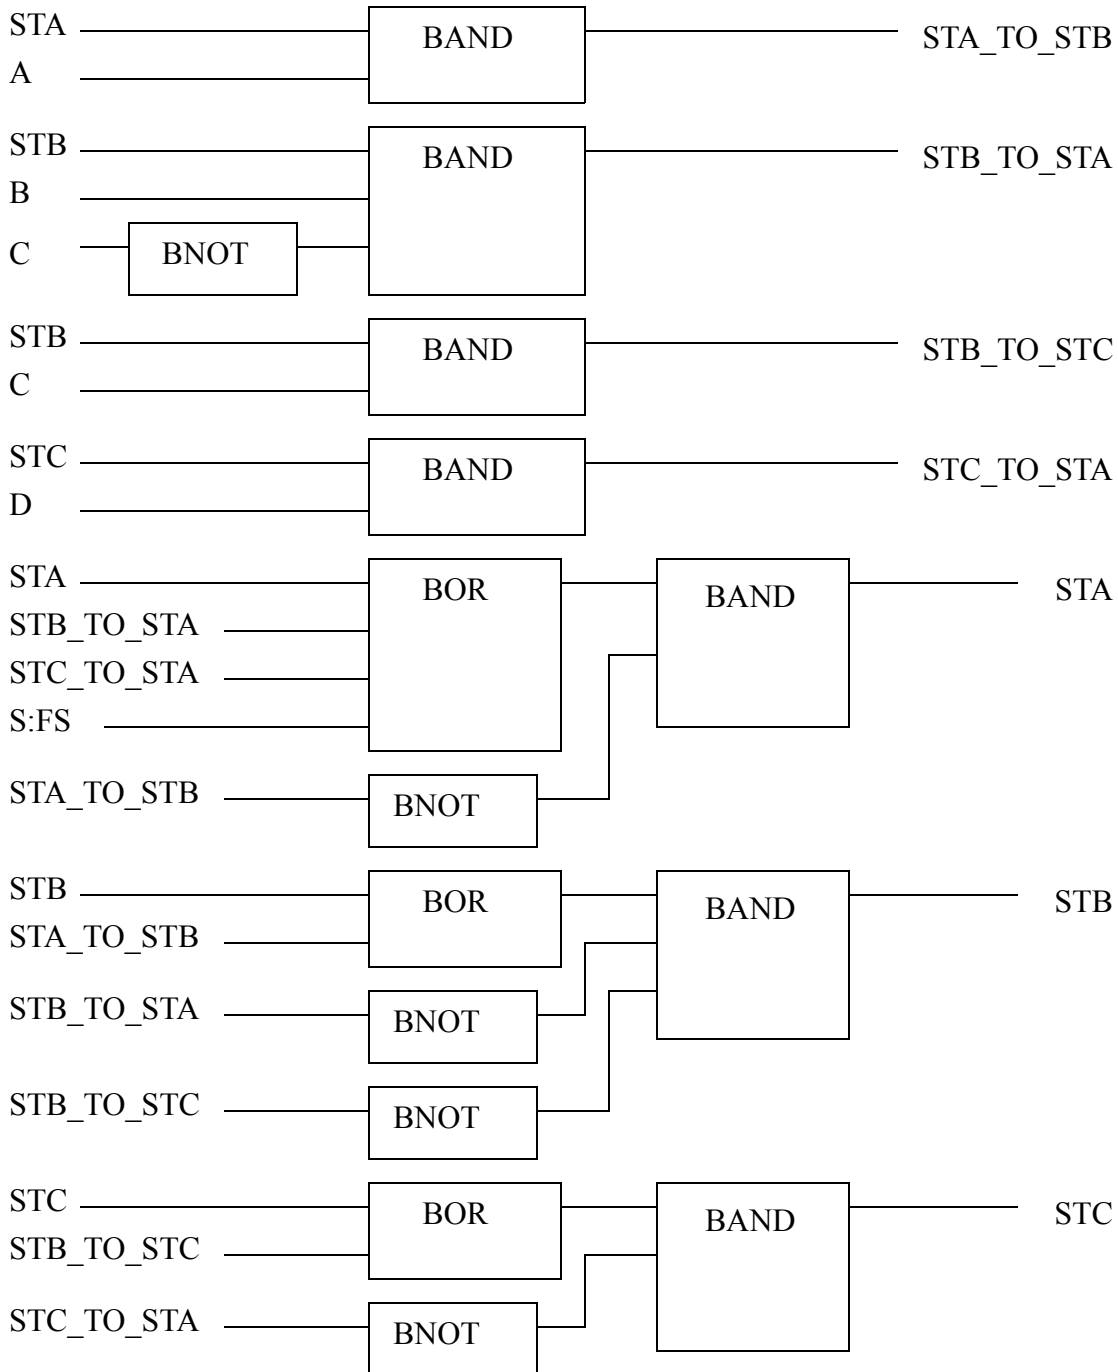 STA BAND STA_TO_STB
A
STB BAND STB_TO_STA
B
C BNOT
STB BAND STB_TO_STC
C
STC BAND STC_TO_STA
D
STA BOR BAND STA
STB_TO_STA
STC_TO_STA
S:FS
STA_TO_STB BNOT
STB BOR BAND STB
STA_TO_STB
STB_TO_STA BNOT
STB_TO_STC BNOT
STC BOR BAND STC
STB_TO_STC
STC_TO_STA BNOT